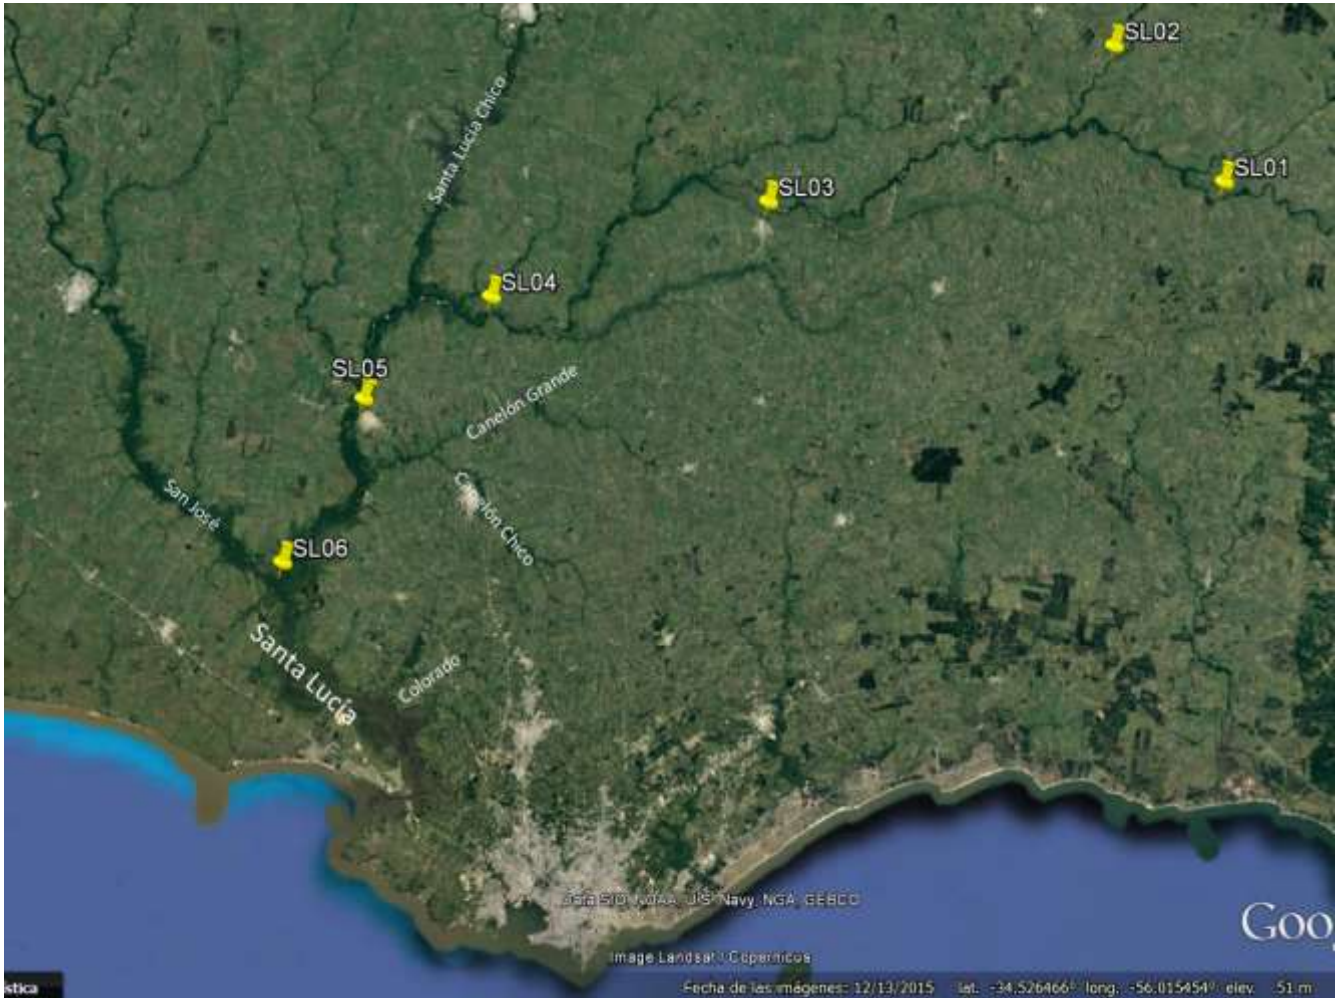 SL02
Santa Lucía Chico
SL01
SL03
SL04
SL05
Canelón Grande
San José
Canelón Chico
SL06
Santa Lucía
Colorado
Data SIO, NOAA, U.S. Navy, NGA, GEBCO
Goo
Image Landsat / Copernicus
stica
Fecha de las imágenes: 12/13/2015 lat. -34.526466° long. -56.015454° elev. 51 m